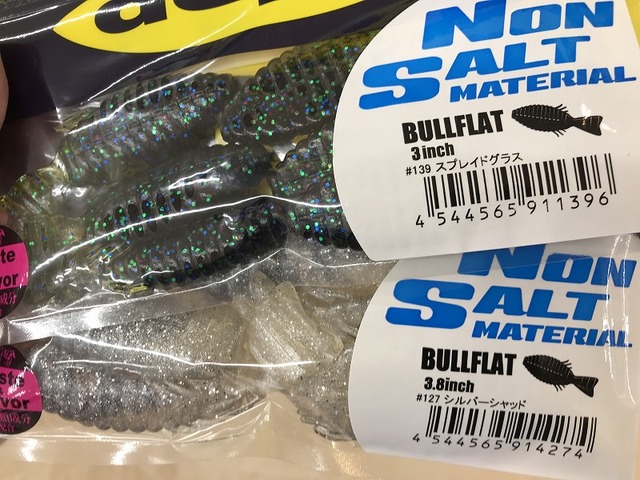 NON
SALT
MATERIAL
BULLFLAT
3inch
#139 スプレイドグラス
4 544565 911396
NON
SALT
MATERIAL
BULLFLAT
3.8inch
#127 シルバーシャッド
4 544565 914274